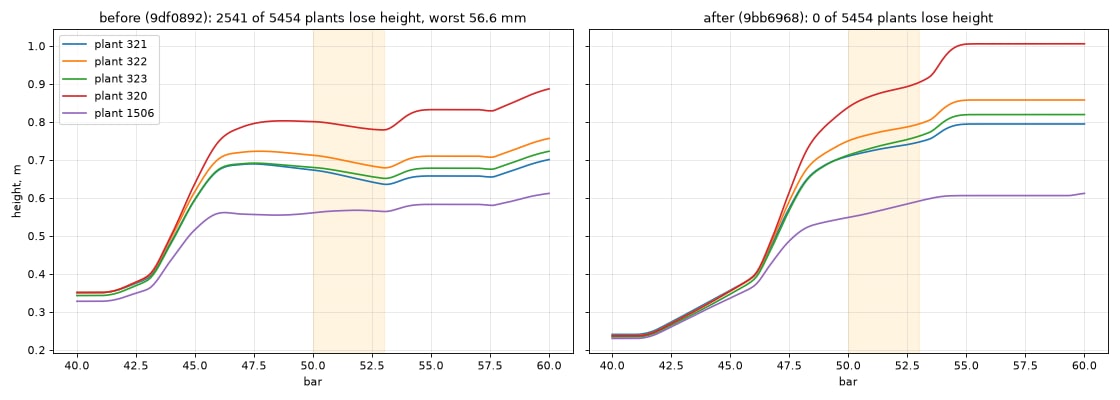 before (9df0892): 2541 of 5454 plants lose height, worst 56.6 mm
after (9bb6968): 0 of 5454 plants lose height
height, m
1.0
0.9
0.8
0.7
0.6
0.5
0.4
0.3
0.2
plant 321
plant 322
plant 323
plant 320
plant 1506
40.0 42.5 45.0 47.5 50.0 52.5 55.0 57.5 60.0
bar
40.0 42.5 45.0 47.5 50.0 52.5 55.0 57.5 60.0
bar